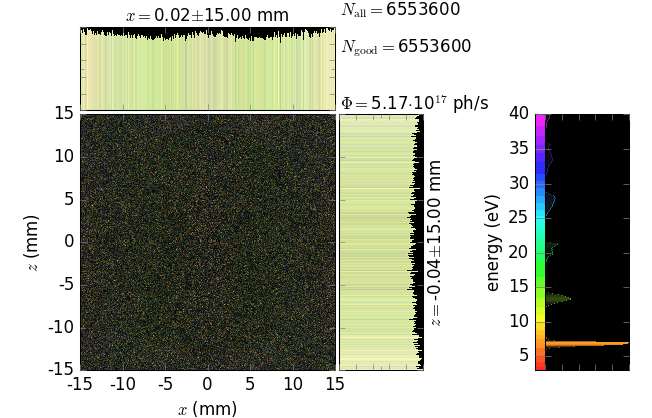 x = 0.02±15.00 mm
N_all = 6553600
N_good = 6553600
Φ = 5.17·10^17 ph/s
15
10
5
0
-5
-10
-15
z (mm)
-15 -10 -5 0 5 10 15
x (mm)
z = -0.04±15.00 mm
40
35
30
25
20
15
10
5
energy (eV)